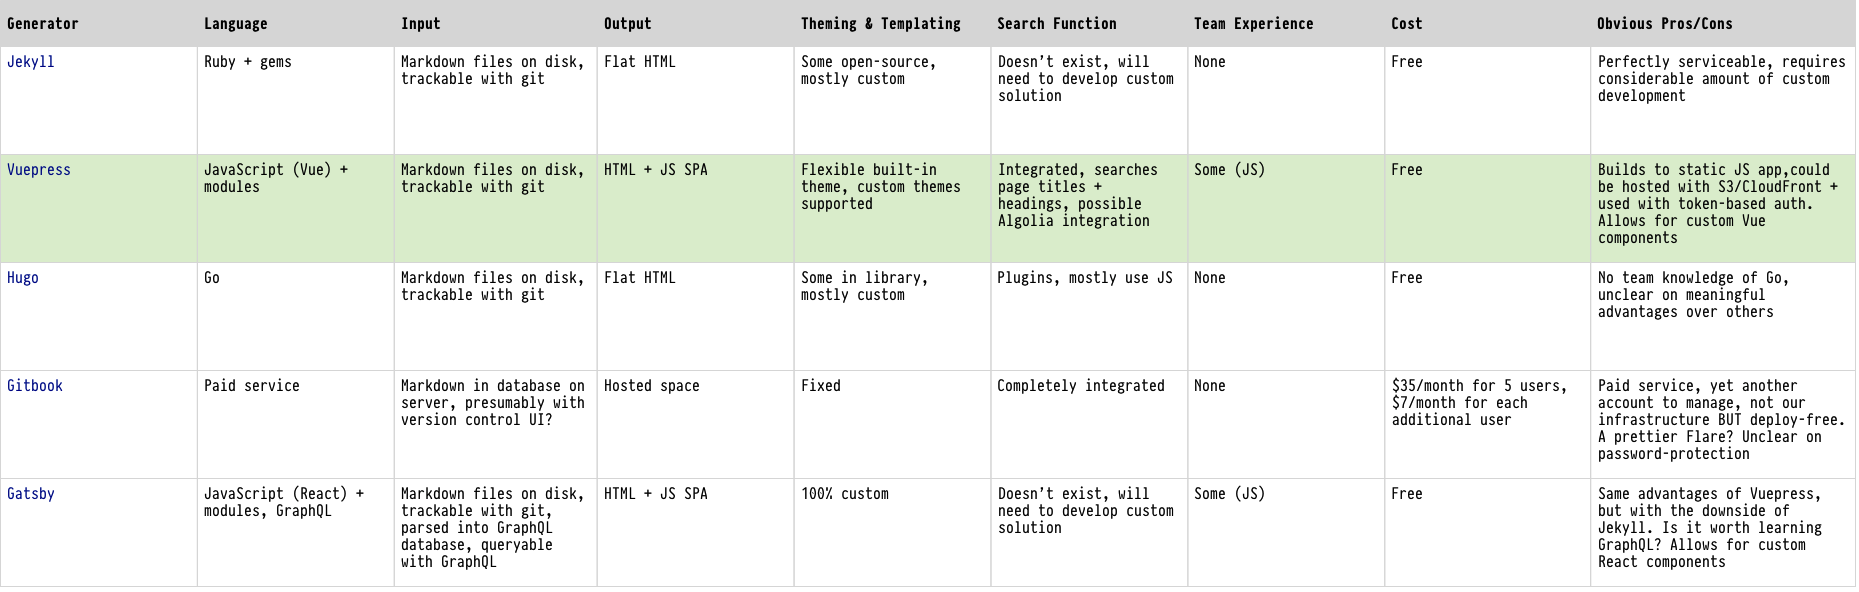 Generator Language Input Output Theming & Templating Search Function Team Experience Cost Obvious Pros/Cons
Jekyll
Ruby + gems
Markdown files on disk,
trackable with git
Flat HTML
Some open-source,
mostly custom
Doesn't exist, will
need to develop custom
solution
None
Free
Perfectly serviceable, requires
considerable amount of custom
development
Vuepress
JavaScript (Vue) +
modules
Markdown files on disk,
trackable with git
HTML + JS SPA
Flexible built-in
theme, custom themes
supported
Integrated, searches
page titles +
headings, possible
Algolia integration
Some (JS)
Free
Builds to static JS app,could
be hosted with S3/CloudFront +
used with token-based auth.
Allows for custom Vue
components
Hugo
Go
Markdown files on disk,
trackable with git
Flat HTML
Some in library,
mostly custom
Plugins, mostly use JS
None
Free
No team knowledge of Go,
unclear on meaningful
advantages over others
Gitbook
Paid service
Markdown in database on
server, presumably with
version control UI?
Hosted space
Fixed
Completely integrated
None
$35/month for 5 users,
$7/month for each
additional user
Paid service, yet another
account to manage, not our
infrastructure BUT deploy-free.
A prettier Flare? Unclear on
password-protection
Gatsby
JavaScript (React) +
modules, GraphQL
Markdown files on disk,
trackable with git,
parsed into GraphQL
database, queryable
with GraphQL
HTML + JS SPA
100% custom
Doesn't exist, will
need to develop custom
solution
Some (JS)
Free
Same advantages of Vuepress,
but with the downside of
Jekyll. Is it worth learning
GraphQL? Allows for custom
React components